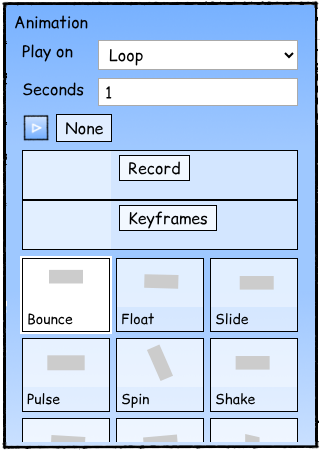 Animation
Play on Loop
Seconds 1
None
Record
Keyframes
Bounce Float Slide
Pulse Spin Shake